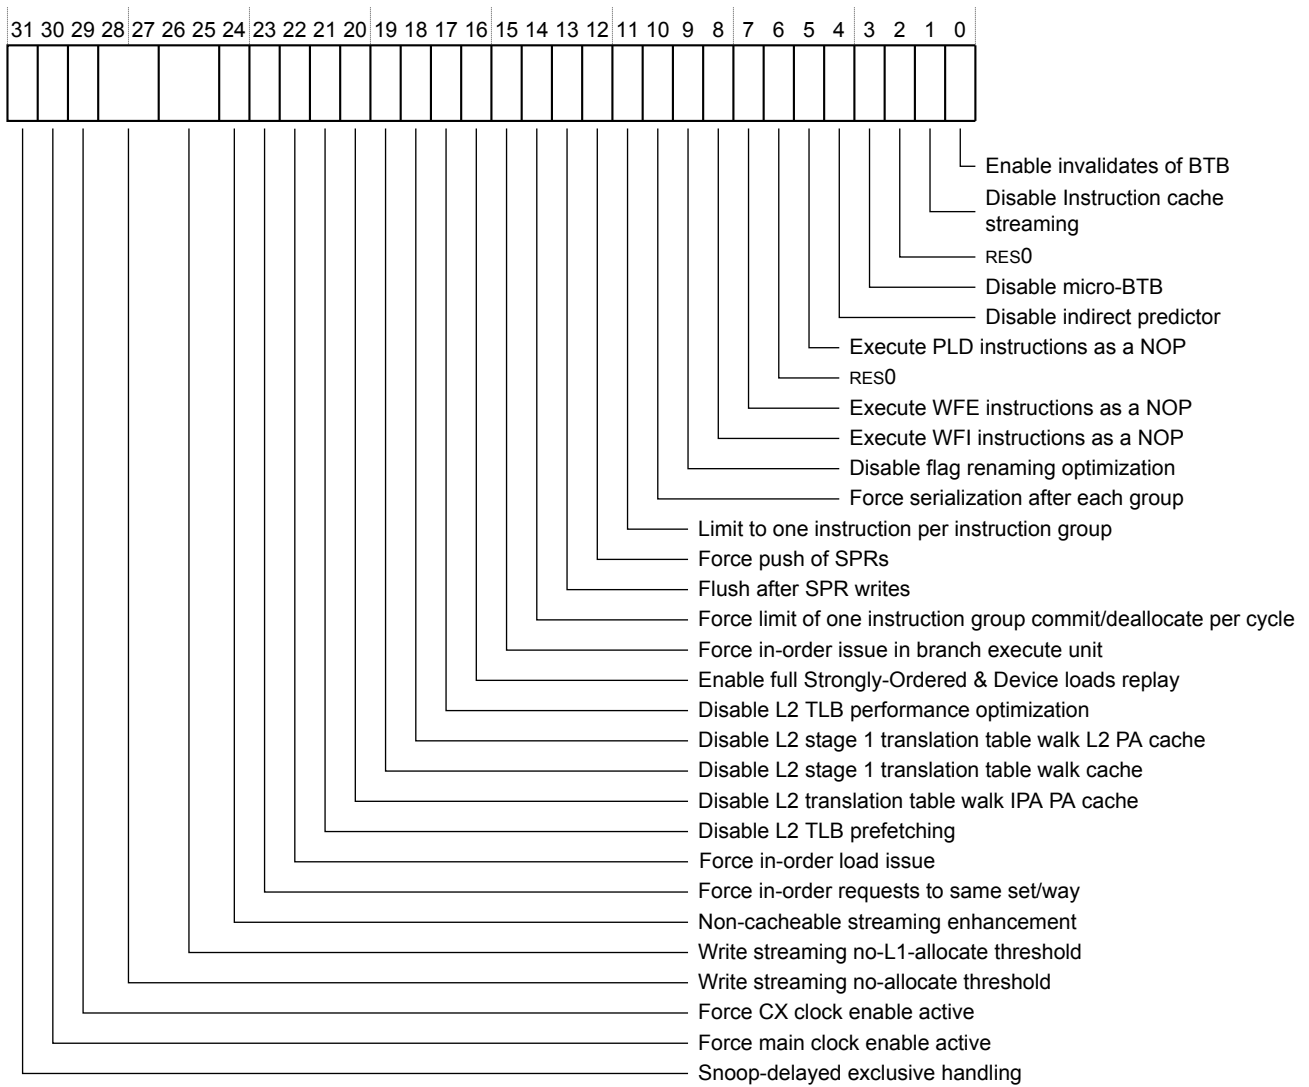 31 30 29 28 27 26 25 24 23 22 21 20 19 18 17 16 15 14 13 12 11 10 9 8 7 6 5 4 3 2 1 0
Enable invalidates of BTB
Disable Instruction cache
streaming
RES0
Disable micro-BTB
Disable indirect predictor
Execute PLD instructions as a NOP
RES0
Execute WFE instructions as a NOP
Execute WFI instructions as a NOP
Disable flag renaming optimization
Force serialization after each group
Limit to one instruction per instruction group
Force push of SPRs
Flush after SPR writes
Force limit of one instruction group commit/deallocate per cycle
Force in-order issue in branch execute unit
Enable full Strongly-Ordered & Device loads replay
Disable L2 TLB performance optimization
Disable L2 stage 1 translation table walk L2 PA cache
Disable L2 stage 1 translation table walk cache
Disable L2 translation table walk IPA PA cache
Disable L2 TLB prefetching
Force in-order load issue
Force in-order requests to same set/way
Non-cacheable streaming enhancement
Write streaming no-L1-allocate threshold
Write streaming no-allocate threshold
Force CX clock enable active
Force main clock enable active
Snoop-delayed exclusive handling